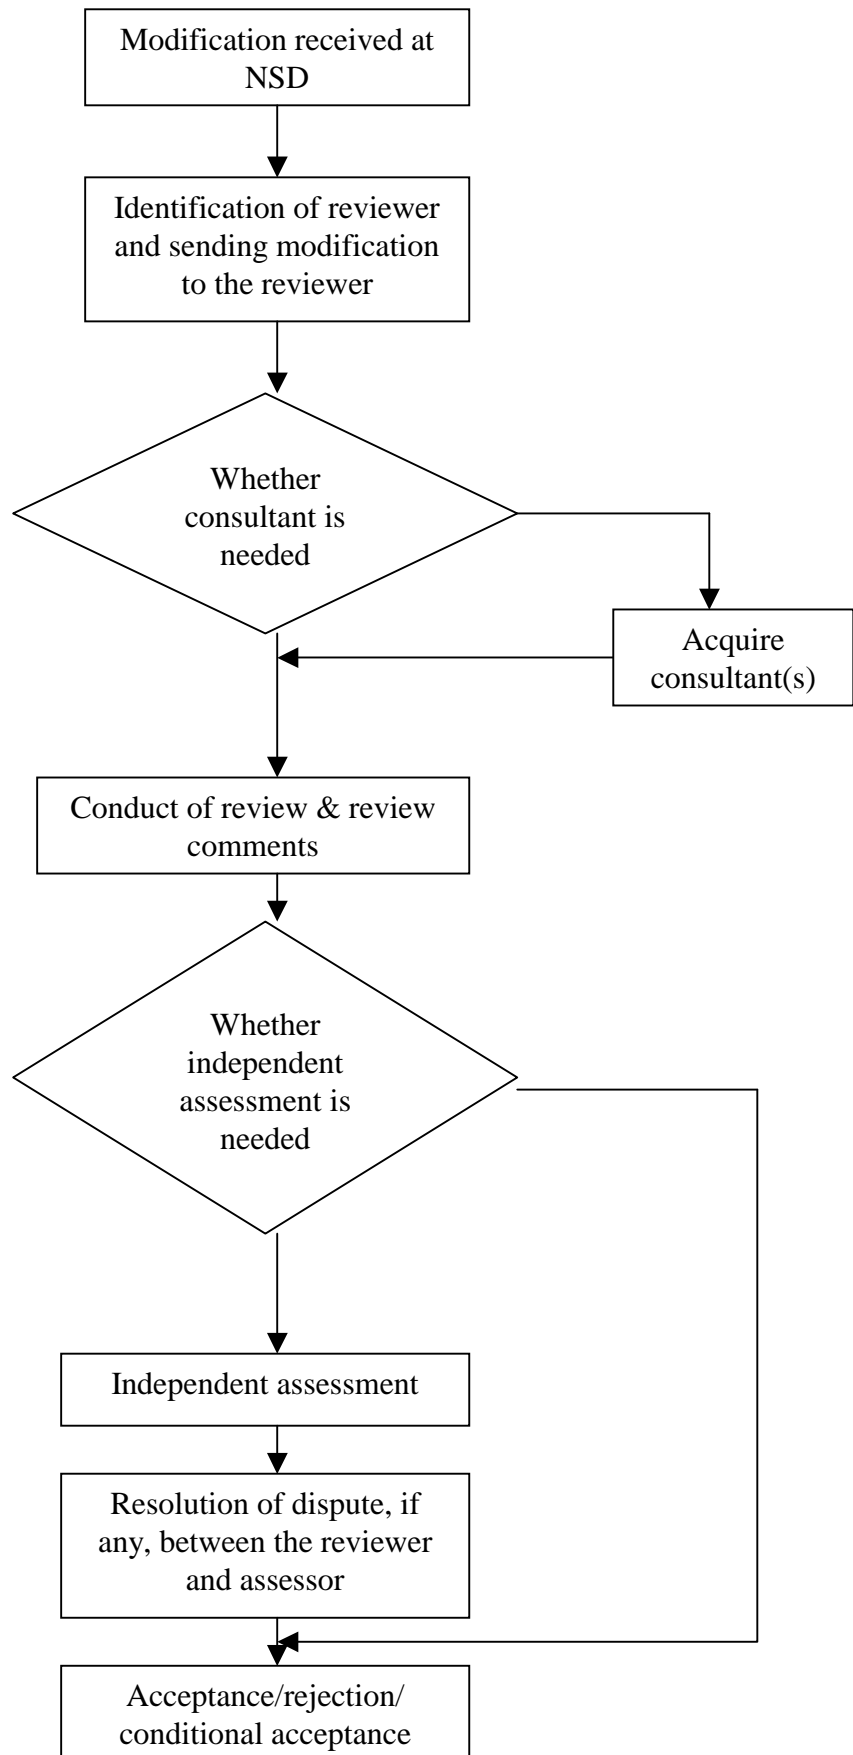 Modification received at
NSD
Identification of reviewer
and sending modification
to the reviewer
Whether
consultant is
needed
Acquire
consultant(s)
Conduct of review & review
comments
Whether
independent
assessment is
needed
Independent assessment
Resolution of dispute, if
any, between the reviewer
and assessor
Acceptance/rejection/
conditional acceptance